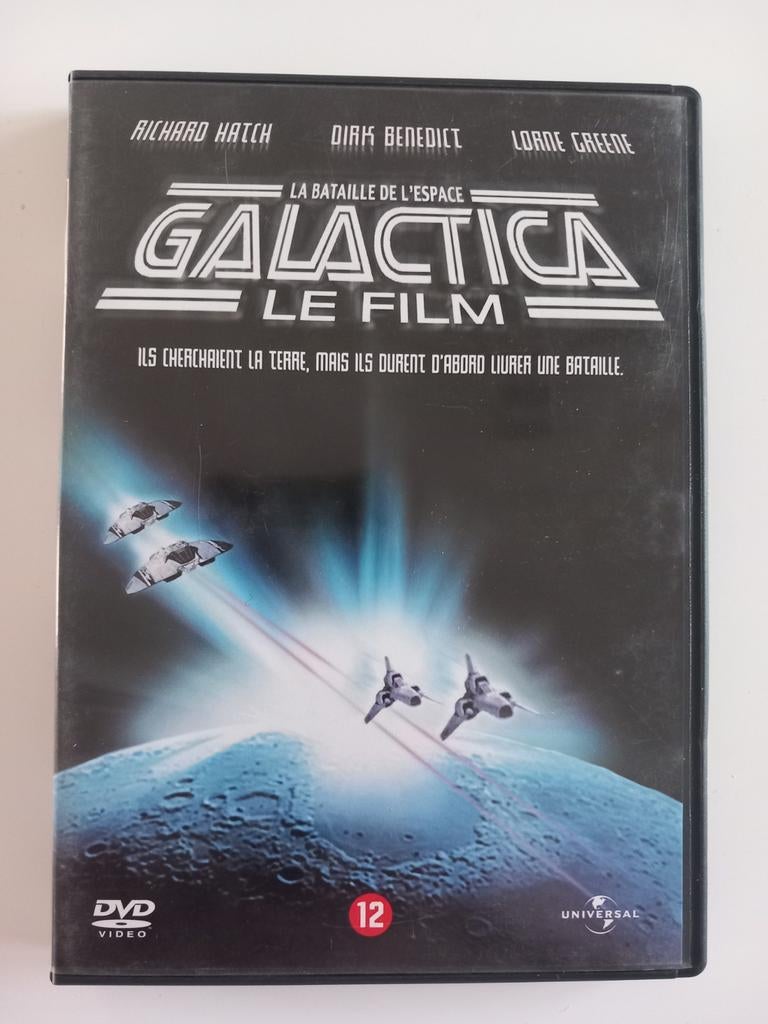 RICHARD HATCH DIRK BENEDICT LORNE GREENE
LA BATAILLE DE L'ESPACE
GALACTICA
LE FILM
ILS CHERCHAIENT LA TERRE, MAIS ILS DURENT D'ABORD LIVRER UNE BATAILLE.
DVD
VIDEO
12
UNIVERSAL